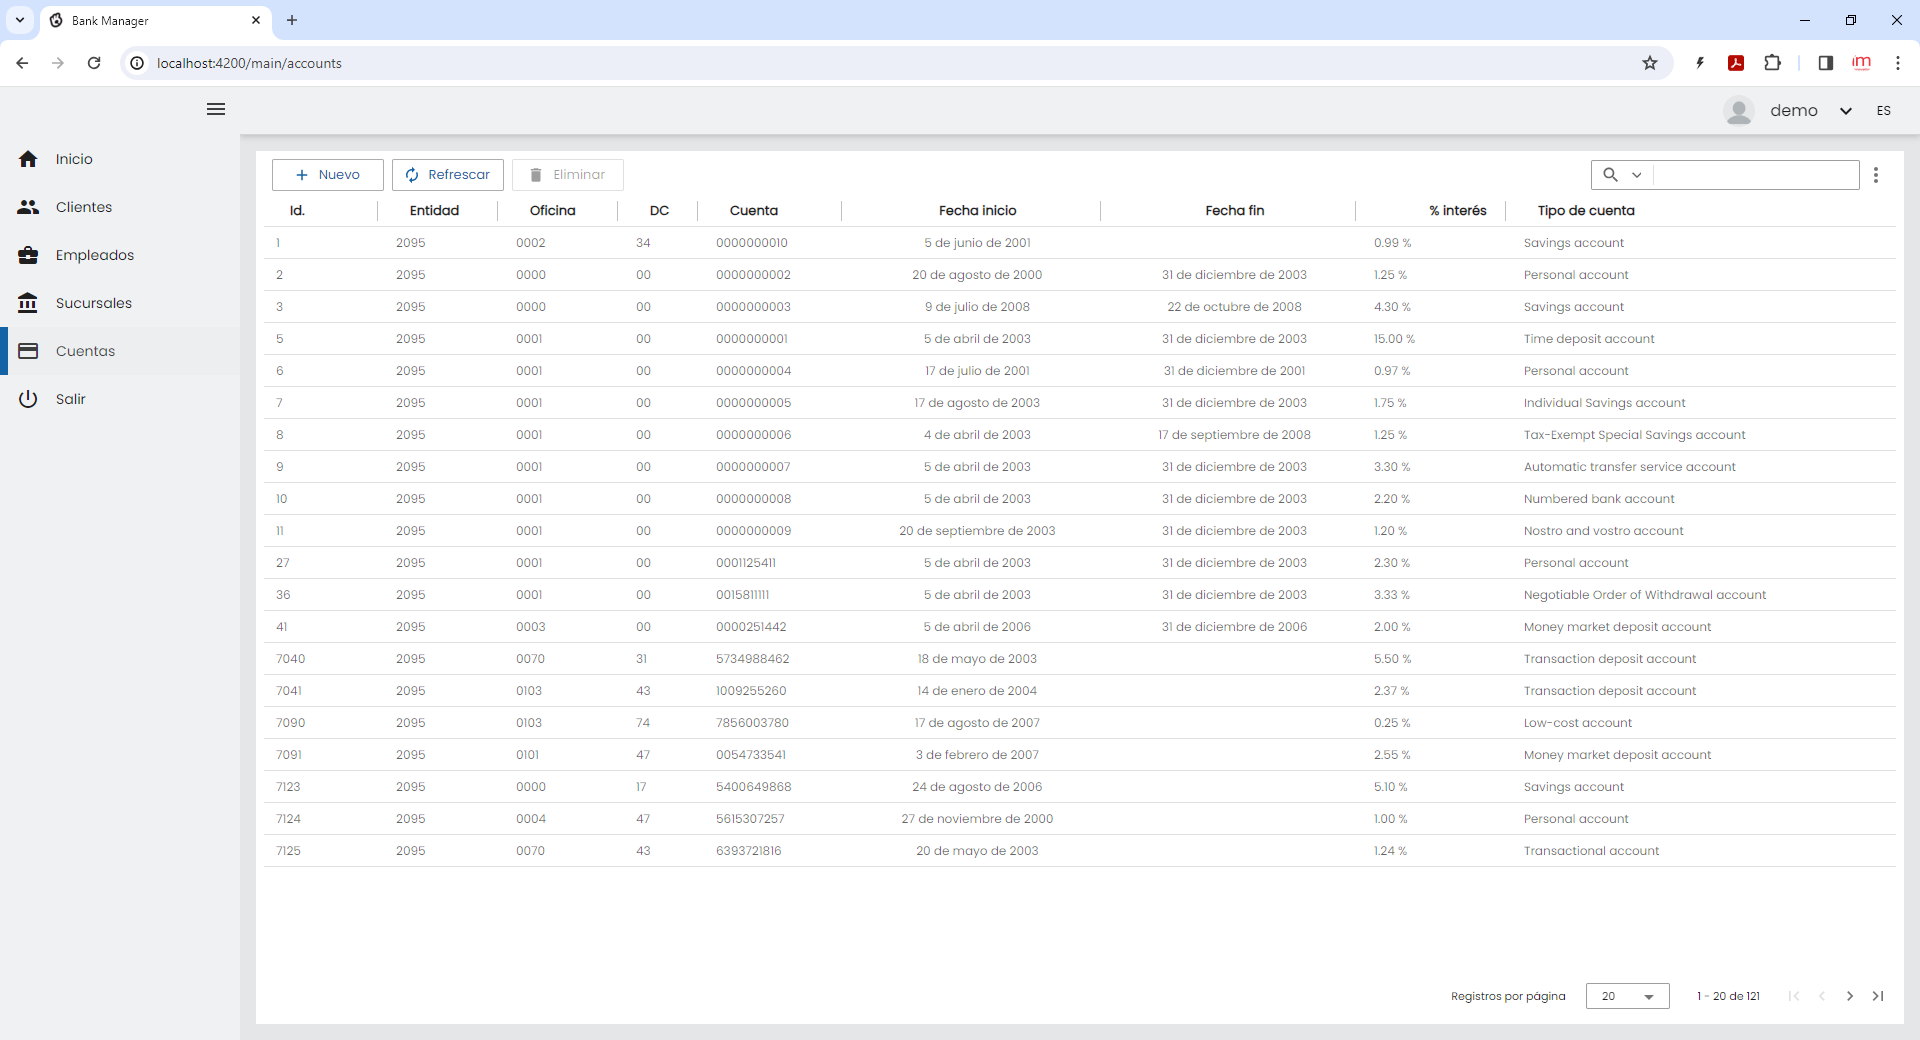 Bank Manager
localhost:4200/main/accounts
demo ES
Inicio
Clientes
Empleados
Sucursales
Cuentas
Salir
Nuevo Refrescar Eliminar
Id. Entidad Oficina DC Cuenta Fecha inicio Fecha fin % interés Tipo de cuenta
1 2095 0002 34 0000000010 5 de junio de 2001 0.99 % Savings account
2 2095 0000 00 0000000002 20 de agosto de 2000 31 de diciembre de 2003 1.25 % Personal account
3 2095 0000 00 0000000003 9 de julio de 2008 22 de octubre de 2008 4.30 % Savings account
5 2095 0001 00 0000000001 5 de abril de 2003 31 de diciembre de 2003 15.00 % Time deposit account
6 2095 0001 00 0000000004 17 de julio de 2001 31 de diciembre de 2001 0.97 % Personal account
7 2095 0001 00 0000000005 17 de agosto de 2003 31 de diciembre de 2003 1.75 % Individual Savings account
8 2095 0001 00 0000000006 4 de abril de 2003 17 de septiembre de 2008 1.25 % Tax-Exempt Special Savings account
9 2095 0001 00 0000000007 5 de abril de 2003 31 de diciembre de 2003 3.30 % Automatic transfer service account
10 2095 0001 00 0000000008 5 de abril de 2003 31 de diciembre de 2003 2.20 % Numbered bank account
11 2095 0001 00 0000000009 20 de septiembre de 2003 31 de diciembre de 2003 1.20 % Nostro and vostro account
27 2095 0001 00 0001125411 5 de abril de 2003 31 de diciembre de 2003 2.30 % Personal account
36 2095 0001 00 0015811111 5 de abril de 2003 31 de diciembre de 2003 3.33 % Negotiable Order of Withdrawal account
41 2095 0003 00 0000251442 5 de abril de 2006 31 de diciembre de 2006 2.00 % Money market deposit account
7040 2095 0070 31 5734988462 18 de mayo de 2003 5.50 % Transaction deposit account
7041 2095 0103 43 1009255260 14 de enero de 2004 2.37 % Transaction deposit account
7090 2095 0103 74 7856003780 17 de agosto de 2007 0.25 % Low-cost account
7091 2095 0101 47 0054733541 3 de febrero de 2007 2.55 % Money market deposit account
7123 2095 0000 17 5400649868 24 de agosto de 2006 5.10 % Savings account
7124 2095 0004 47 5615307257 27 de noviembre de 2000 1.00 % Personal account
7125 2095 0070 43 6393721816 20 de mayo de 2003 1.24 % Transactional account
Registros por página 20 1 - 20 de 121